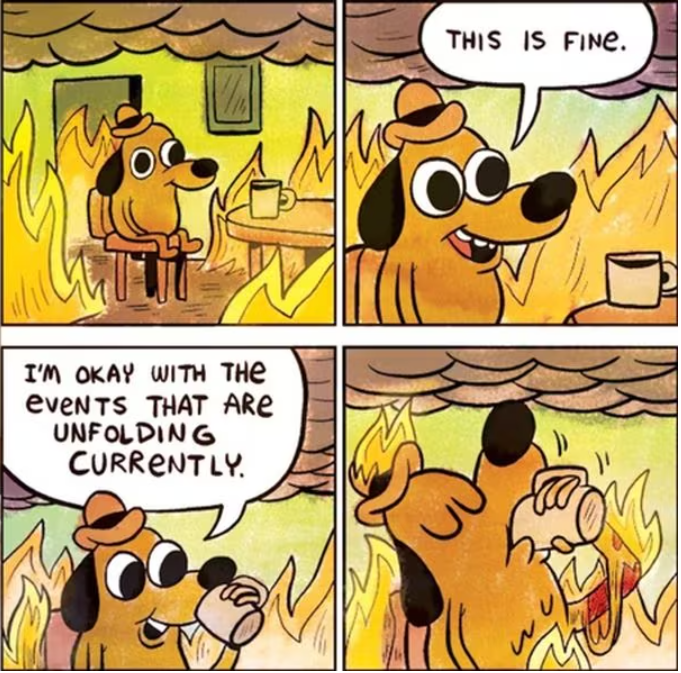 THIS IS FINE.
I'M OKAY WITH THE
EVENTS THAT ARE
UNFOLDING
CURRENTLY.